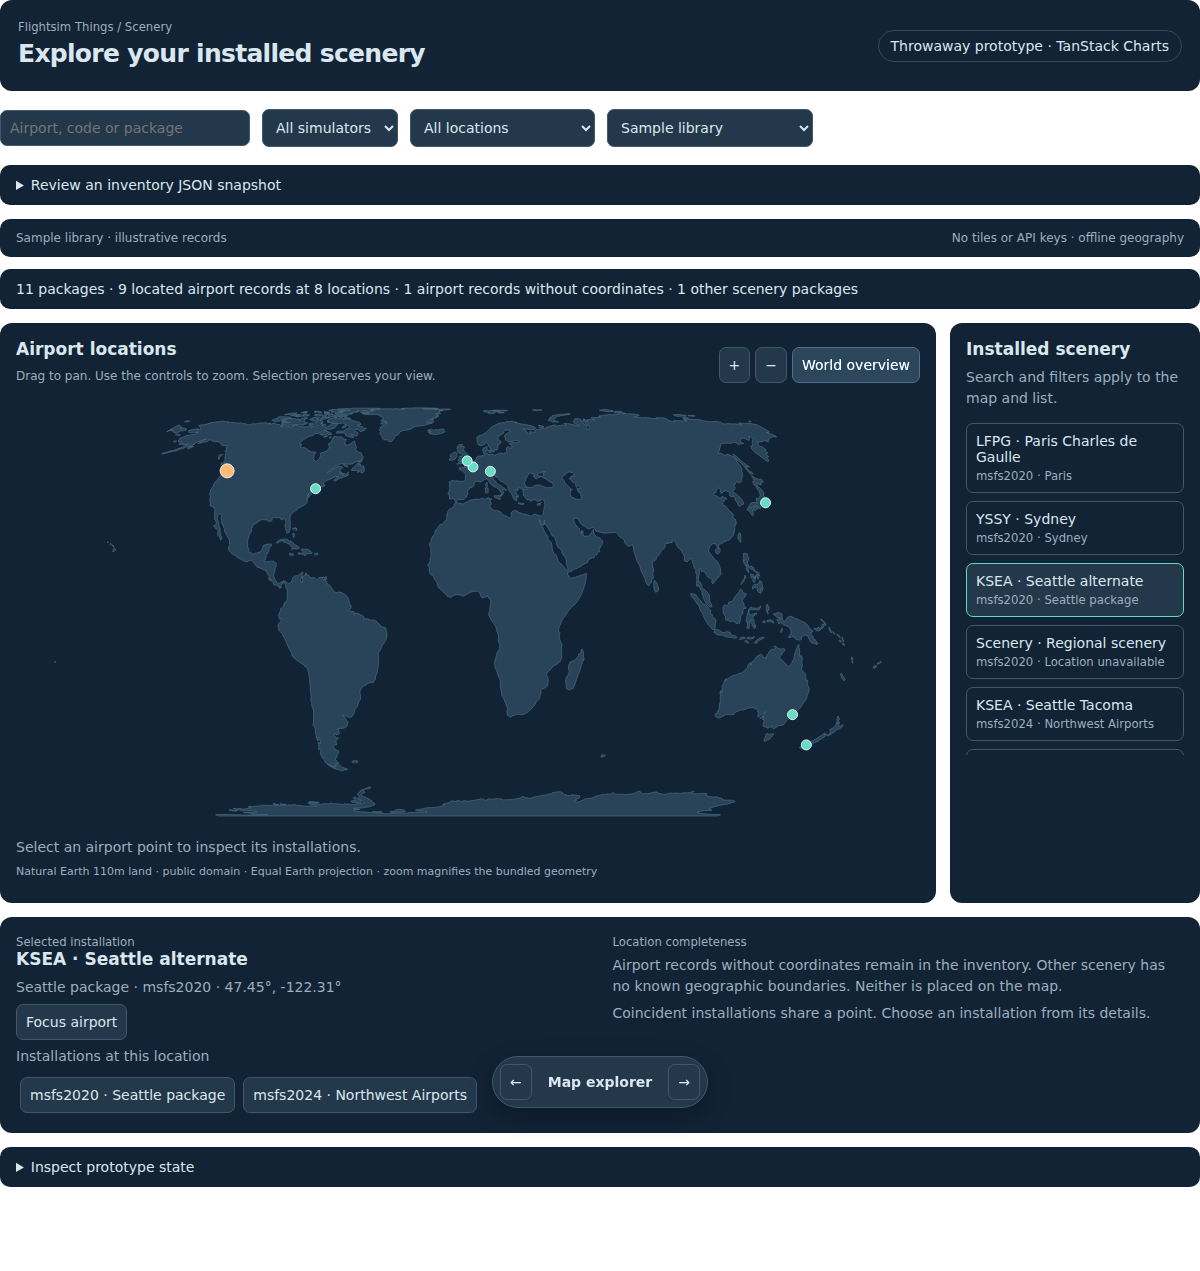 Flightsim Things / Scenery
Explore your installed scenery
Throwaway prototype · TanStack Charts
Airport, code or package
All simulators
All locations
Sample library
Review an inventory JSON snapshot
Sample library · illustrative records
No tiles or API keys · offline geography
11 packages · 9 located airport records at 8 locations · 1 airport records without coordinates · 1 other scenery packages
Airport locations
Drag to pan. Use the controls to zoom. Selection preserves your view.
+
−
World overview
Select an airport point to inspect its installations.
Natural Earth 110m land · public domain · Equal Earth projection · zoom magnifies the bundled geometry
Installed scenery
Search and filters apply to the
map and list.
LFPG · Paris Charles de
Gaulle
msfs2020 · Paris
YSSY · Sydney
msfs2020 · Sydney
KSEA · Seattle alternate
msfs2020 · Seattle package
Scenery · Regional scenery
msfs2020 · Location unavailable
KSEA · Seattle Tacoma
msfs2024 · Northwest Airports
Selected installation
KSEA · Seattle alternate
Seattle package · msfs2020 · 47.45°, -122.31°
Focus airport
Installations at this location
msfs2020 · Seattle package
msfs2024 · Northwest Airports
Location completeness
Airport records without coordinates remain in the inventory. Other scenery has
no known geographic boundaries. Neither is placed on the map.
Coincident installations share a point. Choose an installation from its details.
←
Map explorer
→
Inspect prototype state